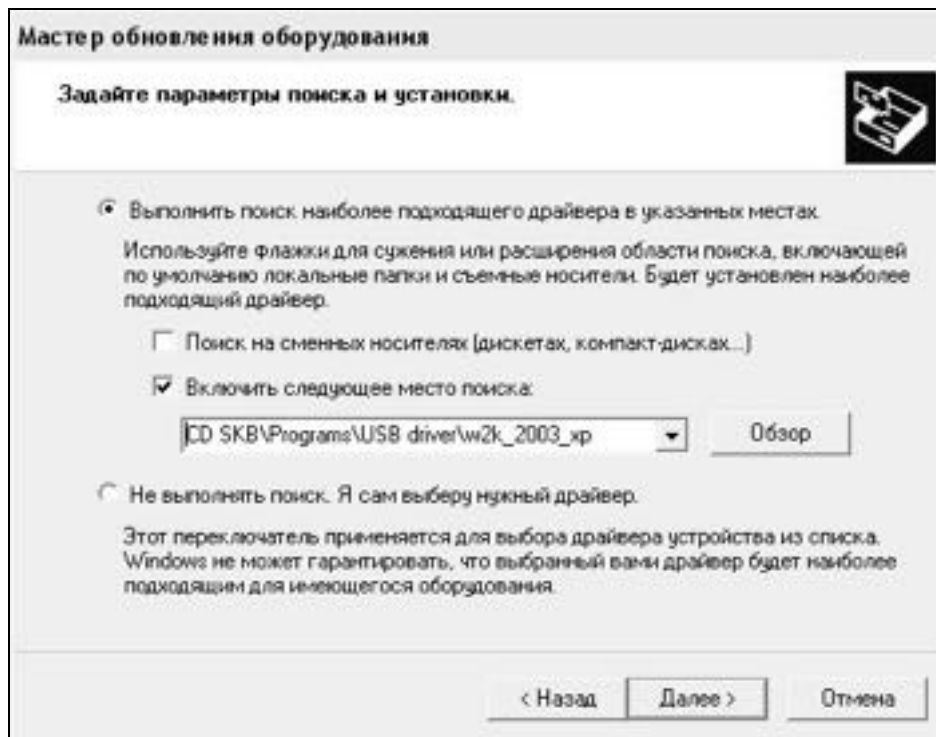 Мастер обновления оборудования
Задайте параметры поиска и установки.
Выполнить поиск наиболее подходящего драйвера в указанных местах.
Используйте флажки для сужения или расширения области поиска, включающей
по умолчанию локальные папки и съемные носители. Будет установлен наиболее
подходящий драйвер.
Поиск на сменных носителях (дискетах, компакт-дисках...)
Включить следующее место поиска:
CD SKB\Programs\USB driver\w2k_2003_xp
Обзор
Не выполнять поиск. Я сам выберу нужный драйвер.
Этот переключатель применяется для выбора драйвера устройства из списка.
Windows не может гарантировать, что выбранный вами драйвер будет наиболее
подходящим для имеющегося оборудования.
< Назад
Далее >
Отмена